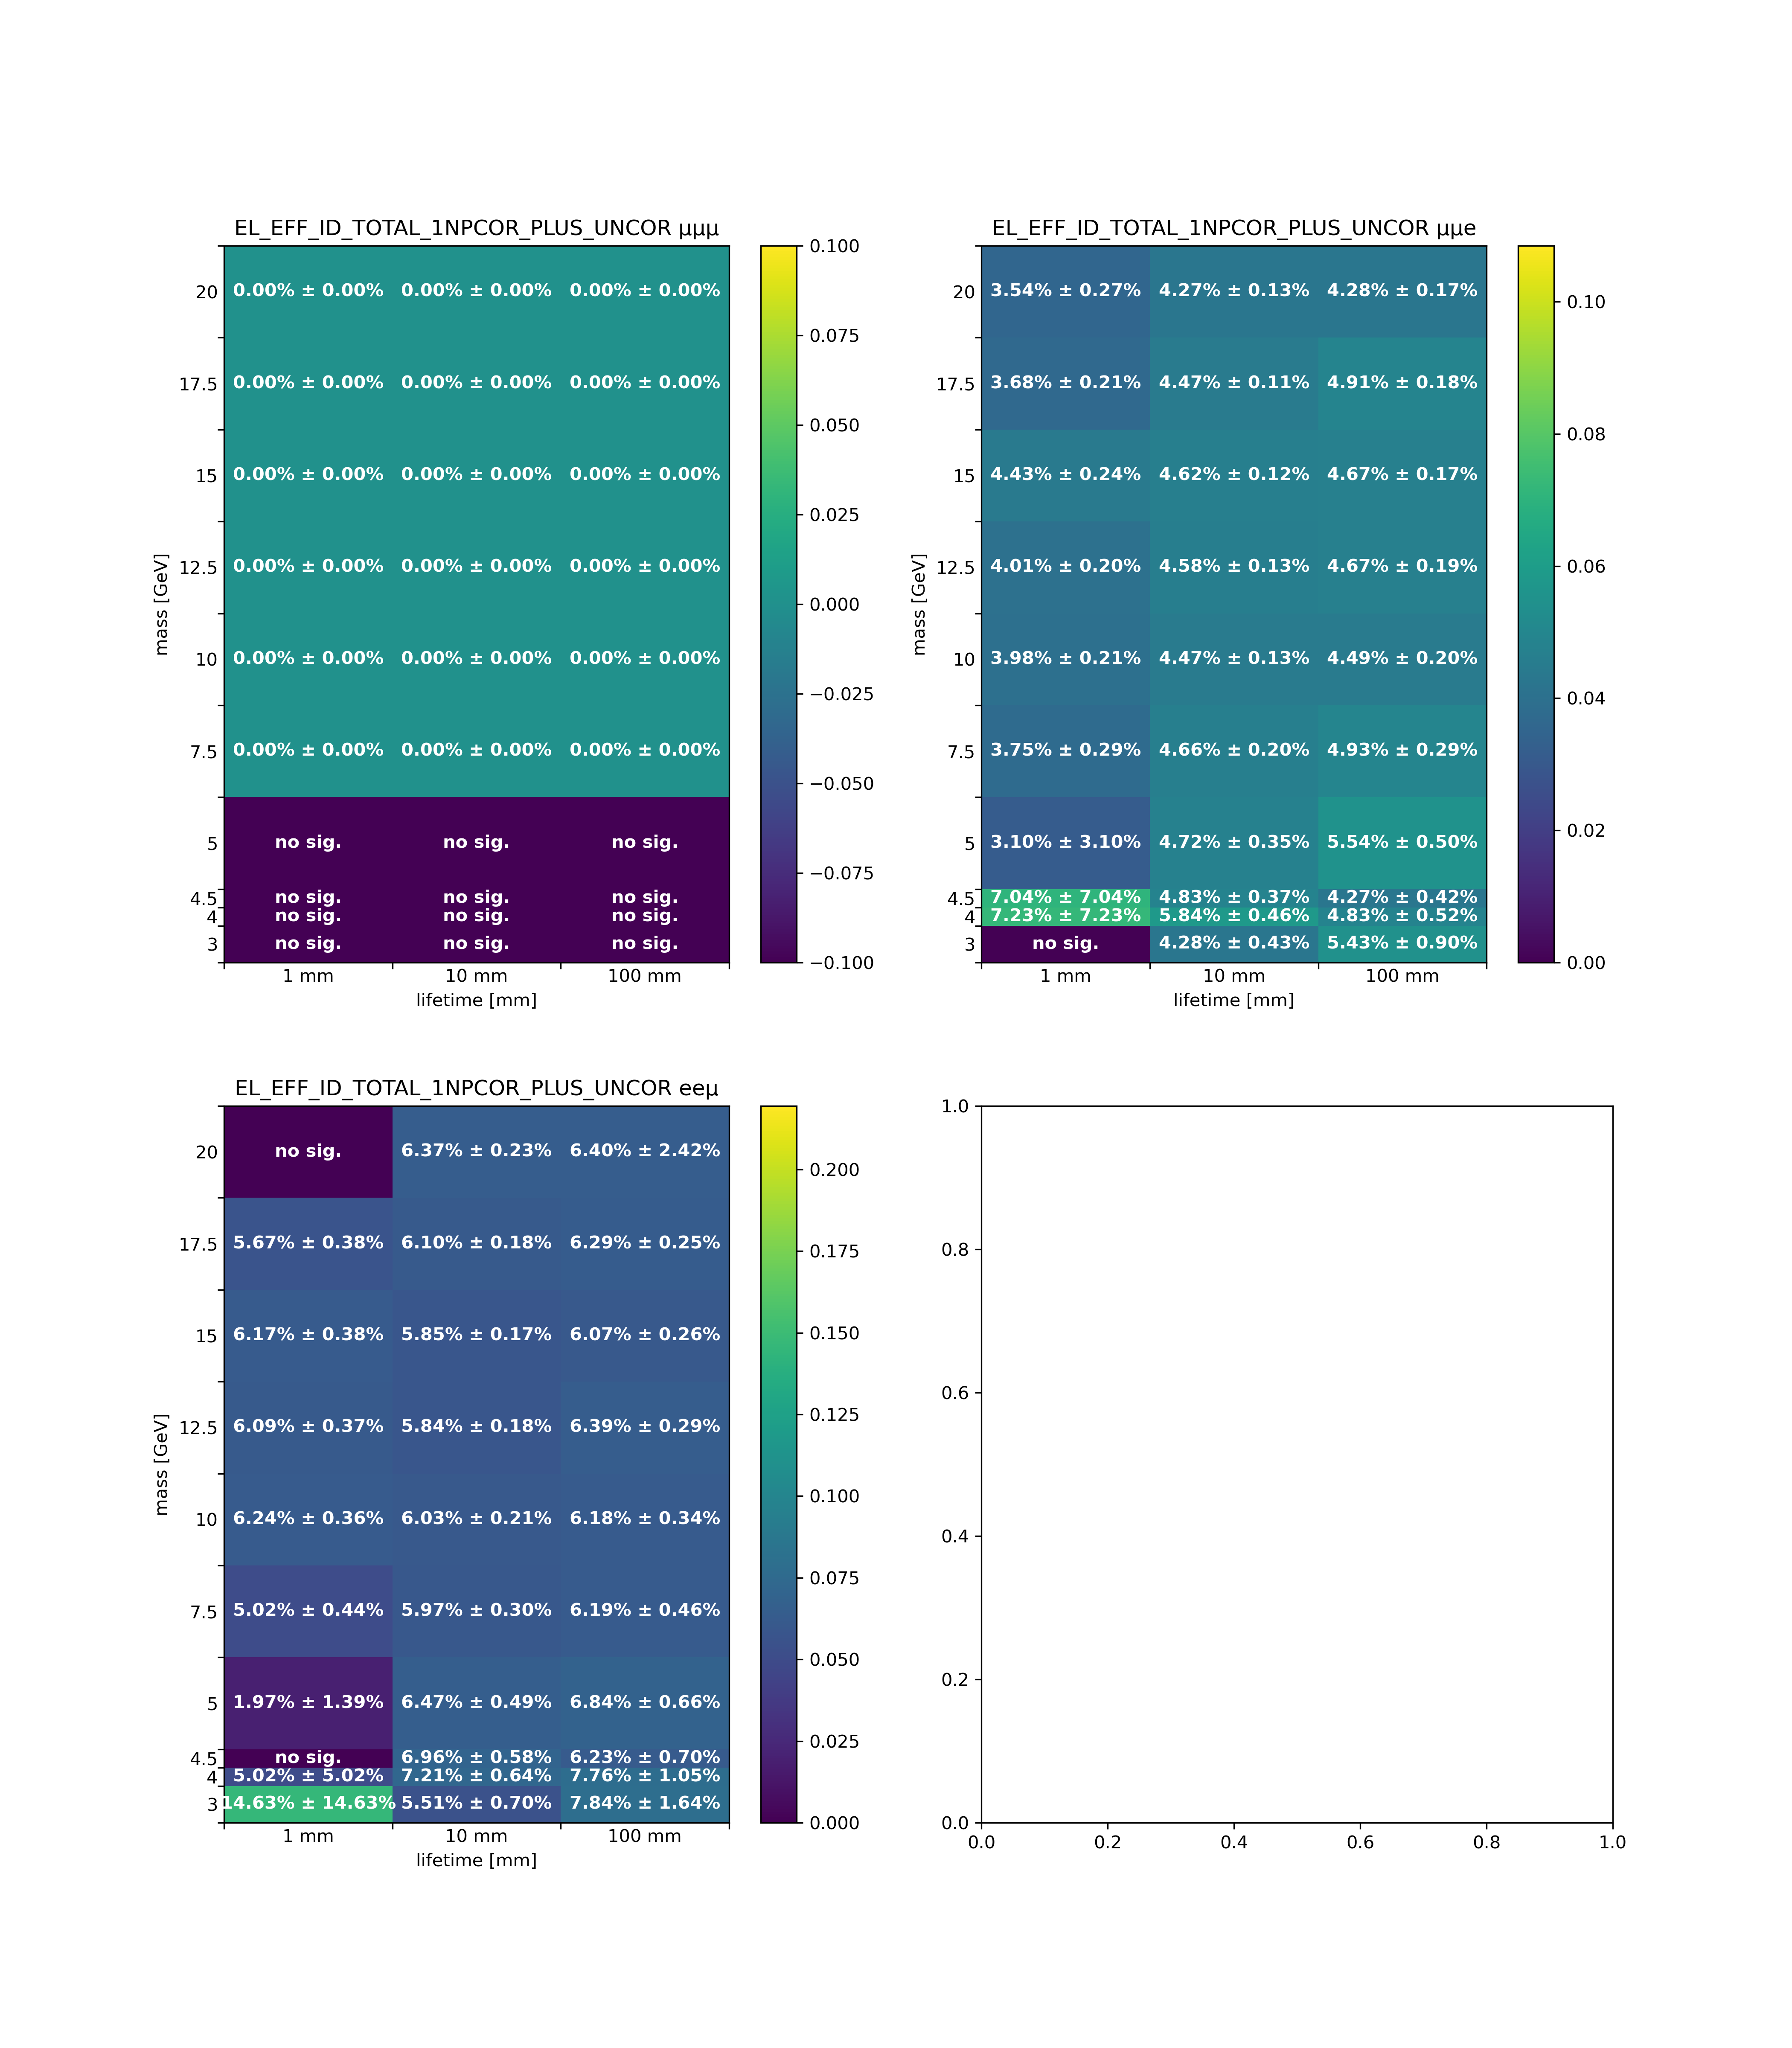 EL_EFF_ID_TOTAL_1NPCOR_PLUS_UNCOR μμμ
20 0.00% ± 0.00% 0.00% ± 0.00% 0.00% ± 0.00%
17.5 0.00% ± 0.00% 0.00% ± 0.00% 0.00% ± 0.00%
15 0.00% ± 0.00% 0.00% ± 0.00% 0.00% ± 0.00%
12.5 0.00% ± 0.00% 0.00% ± 0.00% 0.00% ± 0.00%
10 0.00% ± 0.00% 0.00% ± 0.00% 0.00% ± 0.00%
7.5 0.00% ± 0.00% 0.00% ± 0.00% 0.00% ± 0.00%
5 no sig. no sig. no sig.
4.5 no sig. no sig. no sig.
4 no sig. no sig. no sig.
3 no sig. no sig. no sig.
1 mm 10 mm 100 mm
lifetime [mm]
mass [GeV]
0.100
0.075
0.050
0.025
0.000
−0.025
−0.050
−0.075
−0.100
EL_EFF_ID_TOTAL_1NPCOR_PLUS_UNCOR μμe
20 3.54% ± 0.27% 4.27% ± 0.13% 4.28% ± 0.17%
17.5 3.68% ± 0.21% 4.47% ± 0.11% 4.91% ± 0.18%
15 4.43% ± 0.24% 4.62% ± 0.12% 4.67% ± 0.17%
12.5 4.01% ± 0.20% 4.58% ± 0.13% 4.67% ± 0.19%
10 3.98% ± 0.21% 4.47% ± 0.13% 4.49% ± 0.20%
7.5 3.75% ± 0.29% 4.66% ± 0.20% 4.93% ± 0.29%
5 3.10% ± 3.10% 4.72% ± 0.35% 5.54% ± 0.50%
4.5 7.04% ± 7.04% 4.83% ± 0.37% 4.27% ± 0.42%
4 7.23% ± 7.23% 5.84% ± 0.46% 4.83% ± 0.52%
3 no sig. 4.28% ± 0.43% 5.43% ± 0.90%
1 mm 10 mm 100 mm
lifetime [mm]
mass [GeV]
0.10
0.08
0.06
0.04
0.02
0.00
EL_EFF_ID_TOTAL_1NPCOR_PLUS_UNCOR eeμ
20 no sig. 6.37% ± 0.23% 6.40% ± 2.42%
17.5 5.67% ± 0.38% 6.10% ± 0.18% 6.29% ± 0.25%
15 6.17% ± 0.38% 5.85% ± 0.17% 6.07% ± 0.26%
12.5 6.09% ± 0.37% 5.84% ± 0.18% 6.39% ± 0.29%
10 6.24% ± 0.36% 6.03% ± 0.21% 6.18% ± 0.34%
7.5 5.02% ± 0.44% 5.97% ± 0.30% 6.19% ± 0.46%
5 1.97% ± 1.39% 6.47% ± 0.49% 6.84% ± 0.66%
4.5 no sig. 6.96% ± 0.58% 6.23% ± 0.70%
4 5.02% ± 5.02% 7.21% ± 0.64% 7.76% ± 1.05%
3 14.63% ± 14.63% 5.51% ± 0.70% 7.84% ± 1.64%
1 mm 10 mm 100 mm
lifetime [mm]
mass [GeV]
0.200
0.175
0.150
0.125
0.100
0.075
0.050
0.025
0.000
1.0
0.8
0.6
0.4
0.2
0.0
0.0 0.2 0.4 0.6 0.8 1.0